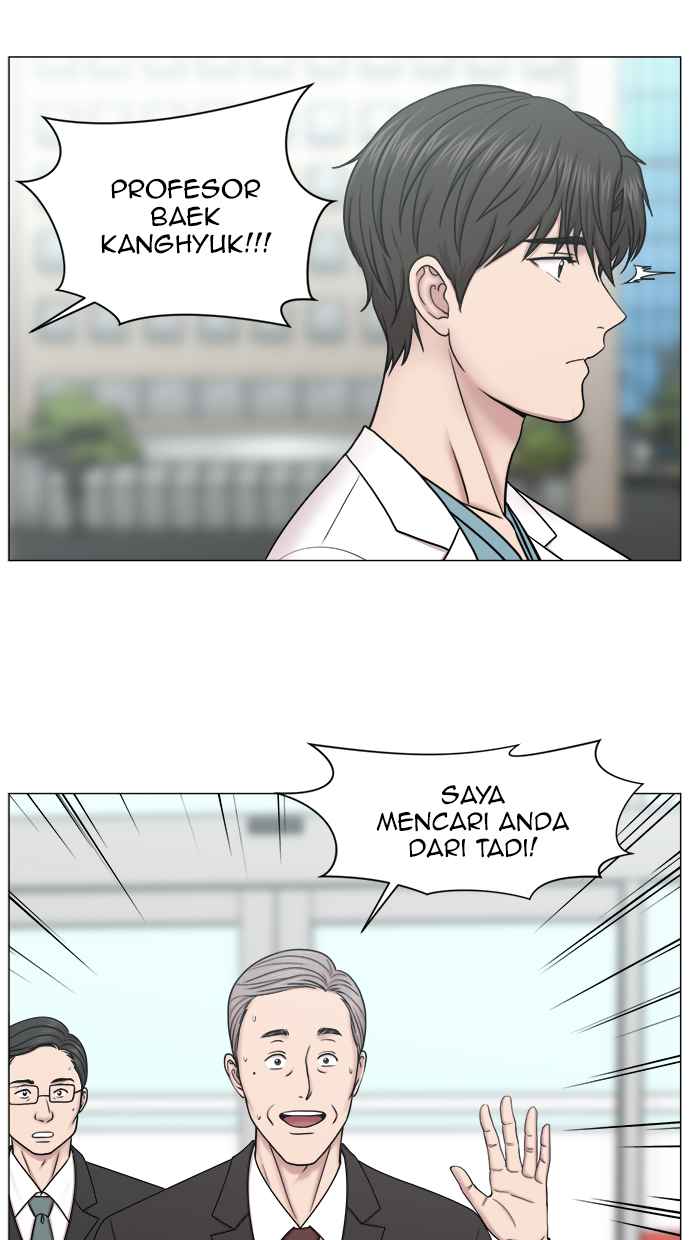 PROFESOR
BAEK
KANGHYUK!!!
SAYA
MENCARI ANDA
DARI TADI!